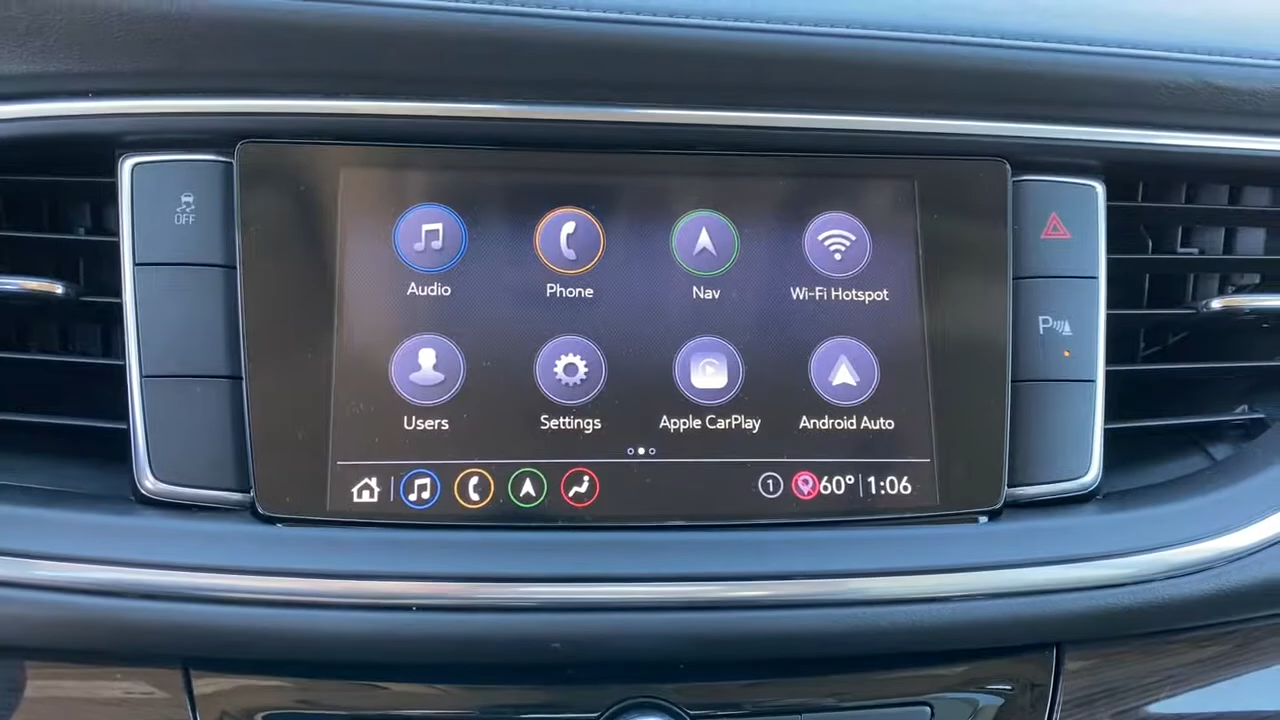 OFF
Audio
Phone
Nav
Wi-Fi Hotspot
Users
Settings
Apple CarPlay
Android Auto
1
60° 1:06
P